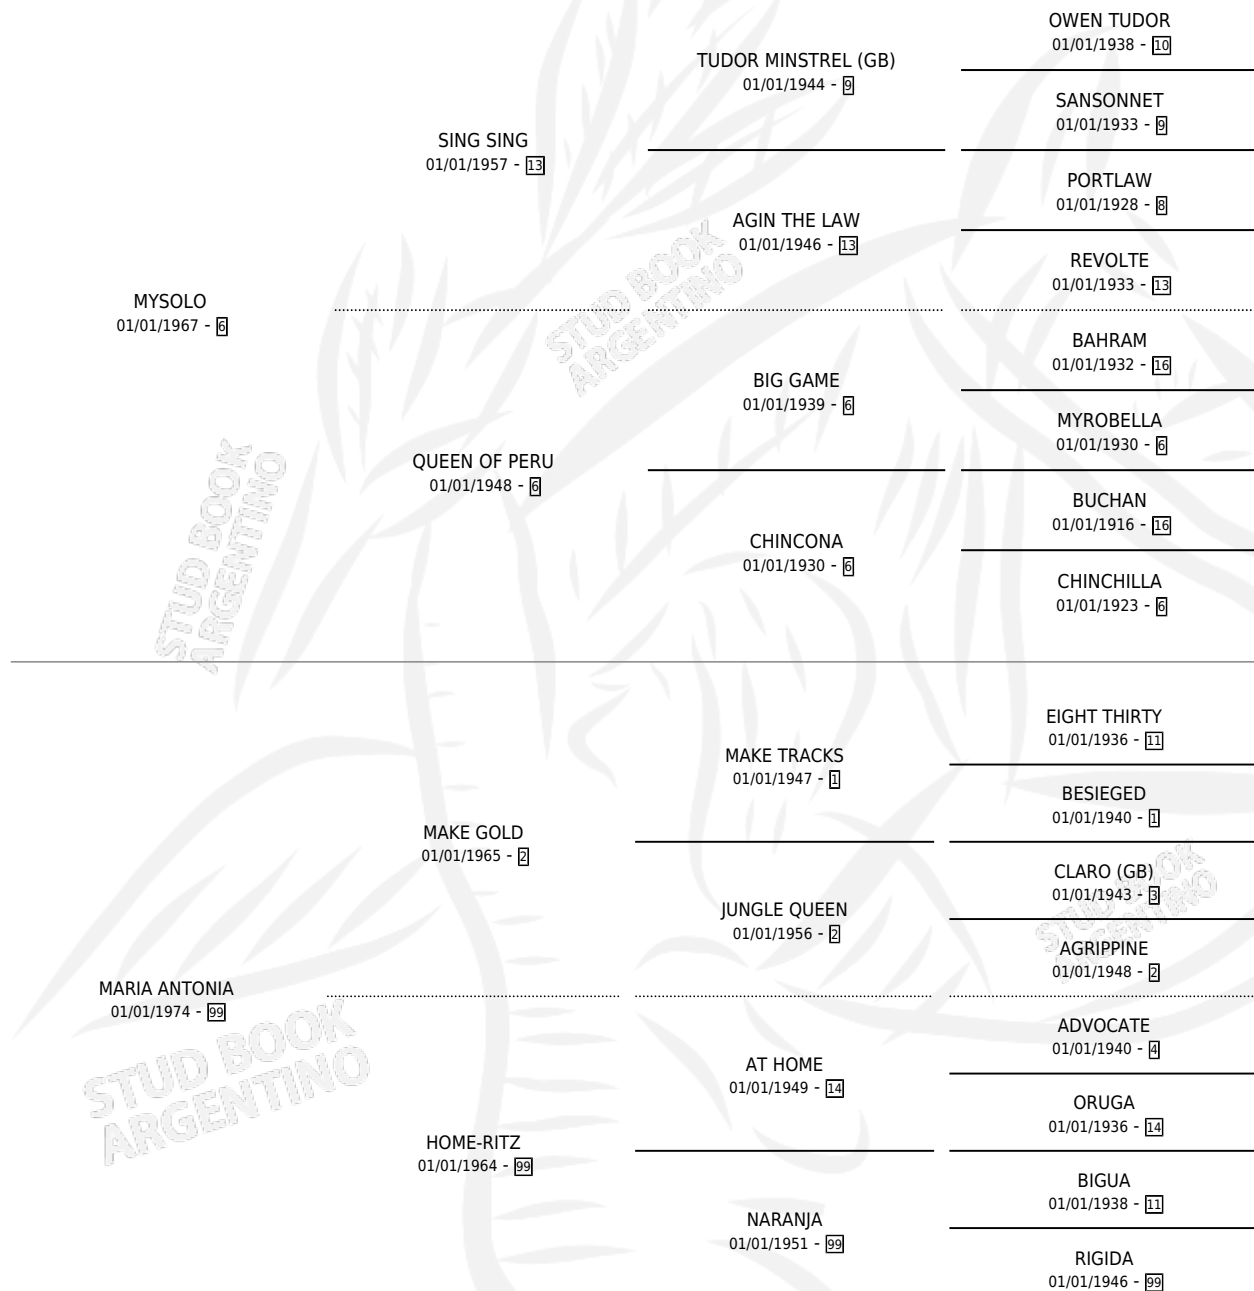 OWEN TUDOR
01/01/1938 - 10
TUDOR MINSTREL (GB)
01/01/1944 - 9
SANSONNET
01/01/1933 - 9
SING SING
01/01/1957 - 13
PORTLAW
01/01/1928 - 8
AGIN THE LAW
01/01/1946 - 13
REVOLTE
01/01/1933 - 13
MYSOLO
01/01/1967 - 6
BAHRAM
01/01/1932 - 16
BIG GAME
01/01/1939 - 6
MYROBELLA
01/01/1930 - 6
QUEEN OF PERU
01/01/1948 - 6
BUCHAN
01/01/1916 - 16
CHINCONA
01/01/1930 - 6
CHINCHILLA
01/01/1923 - 6
EIGHT THIRTY
01/01/1936 - 11
MAKE TRACKS
01/01/1947 - 1
BESIEGED
01/01/1940 - 1
MAKE GOLD
01/01/1965 - 2
CLARO (GB)
01/01/1943 - 3
JUNGLE QUEEN
01/01/1956 - 2
AGRIPPINE
01/01/1948 - 2
MARIA ANTONIA
01/01/1974 - 99
ADVOCATE
01/01/1940 - 4
AT HOME
01/01/1949 - 14
ORUGA
01/01/1936 - 14
HOME-RITZ
01/01/1964 - 99
BIGUA
01/01/1938 - 11
NARANJA
01/01/1951 - 99
RIGIDA
01/01/1946 - 99
STUD BOOK
ARGENTINO
STUD BOOK
ARGENTINO
STUD BOOK
ARGENTINO
STUD BOOK
ARGENTINO